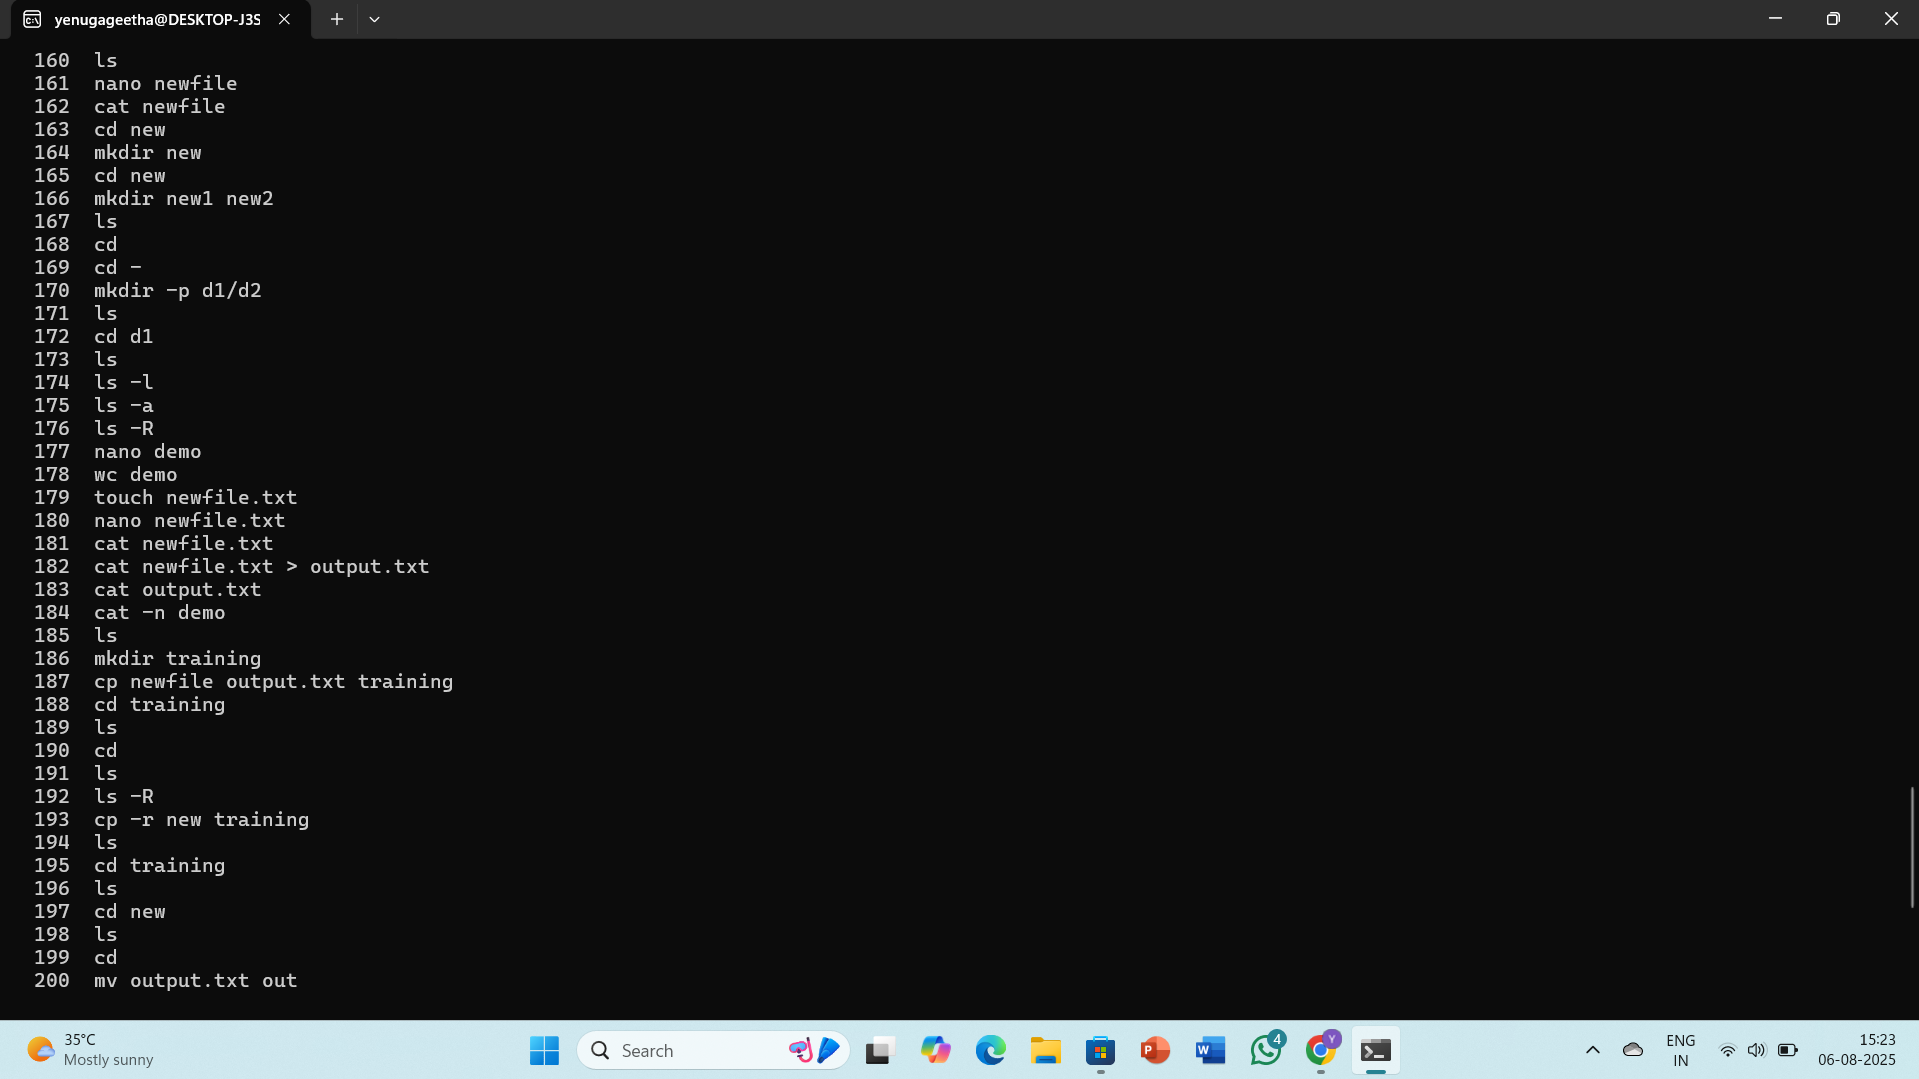 yenugageetha@DESKTOP-J3S
160 ls
161 nano newfile
162 cat newfile
163 cd new
164 mkdir new
165 cd new
166 mkdir new1 new2
167 ls
168 cd
169 cd -
170 mkdir -p d1/d2
171 ls
172 cd d1
173 ls
174 ls -l
175 ls -a
176 ls -R
177 nano demo
178 wc demo
179 touch newfile.txt
180 nano newfile.txt
181 cat newfile.txt
182 cat newfile.txt > output.txt
183 cat output.txt
184 cat -n demo
185 ls
186 mkdir training
187 cp newfile output.txt training
188 cd training
189 ls
190 cd
191 ls
192 ls -R
193 cp -r new training
194 ls
195 cd training
196 ls
197 cd new
198 ls
199 cd
200 mv output.txt out
35°C
Mostly sunny
Search
4
Y
ENG
IN
15:23
06-08-2025